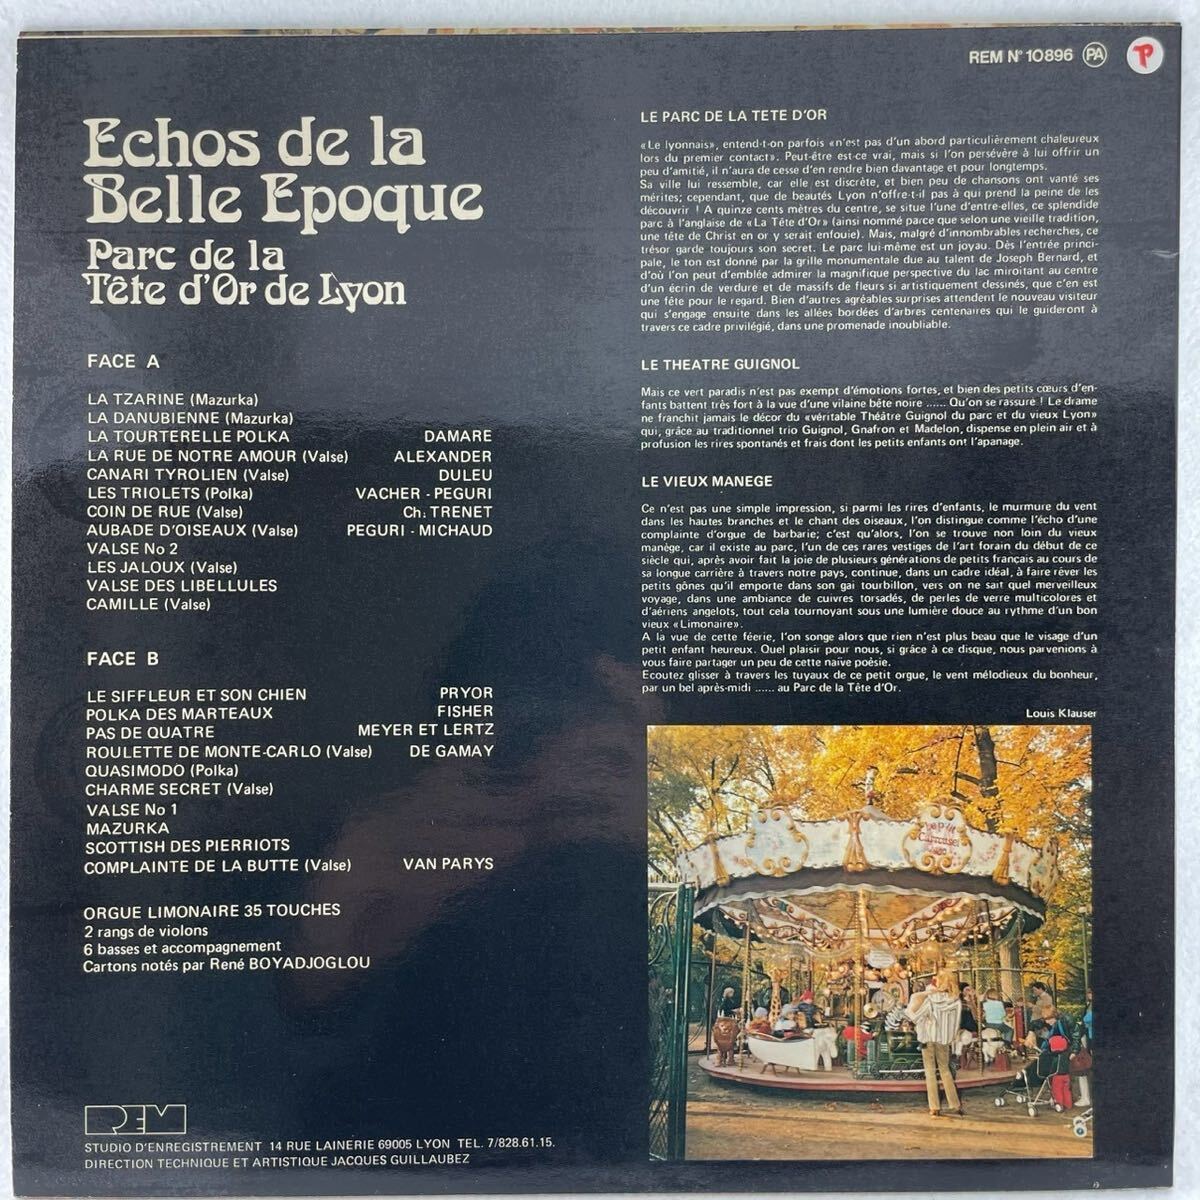 REM N° 10896 PA
P
Echos de la
Belle Epoque
Parc de la
Tête d'Or de Lyon
FACE A
LA TZARINE (Mazurka)
LA DANUBIENNE (Mazurka)
LA TOURTERELLE POLKA DAMARE
LA RUE DE NOTRE AMOUR (Valse) ALEXANDER
CANARI TYROLIEN (Valse) DULEU
LES TRIOLETS (Polka) VACHER - PEGURI
COIN DE RUE (Valse) Ch. TRENET
AUBADE D'OISEAUX (Valse) PEGURI - MICHAUD
VALSE No 2
LES JALOUX (Valse)
VALSE DES LIBELLULES
CAMILLE (Valse)
FACE B
LE SIFFLEUR ET SON CHIEN PRYOR
POLKA DES MARTEAUX FISHER
PAS DE QUATRE MEYER ET LERTZ
ROULETTE DE MONTE-CARLO (Valse) DE GAMAY
QUASIMODO (Polka)
CHARME SECRET (Valse)
VALSE No 1
MAZURKA
SCOTTISH DES PIERRIOTS
COMPLAINTE DE LA BUTTE (Valse) VAN PARYS
ORGUE LIMONAIRE 35 TOUCHES
2 rangs de violons
6 basses et accompagnement
Cartons notés par René BOYADJOGLOU
REM
STUDIO D'ENREGISTREMENT 14 RUE LAINERIE 69005 LYON TEL. 7/828.61.15.
DIRECTION TECHNIQUE ET ARTISTIQUE JACQUES GUILLAUBEZ
LE PARC DE LA TETE D'OR
«Le lyonnais», entend-t-on parfois «n'est pas d'un abord particulièrement chaleureux
lors du premier contact». Peut-être est-ce vrai, mais si l'on persévère à lui offrir un
peu d'amitié, il n'aura de cesse d'en rendre bien davantage et pour longtemps.
Sa ville lui ressemble, car elle est discrète, et bien peu de chansons ont vanté ses
mérites; cependant, que de beautés Lyon n'offre-t-il pas à qui prend la peine de les
découvrir ! A quinze cents mètres du centre, se situe l'une d'entre-elles, ce splendide
parc à l'anglaise de «La Tête d'Or» (ainsi nommé parce que selon une vieille tradition,
une tête de Christ en or y serait enfouie). Mais, malgré d'innombrables recherches, ce
trésor garde toujours son secret. Le parc lui-même est un joyau. Dès l'entrée princi-
pale, le ton est donné par la grille monumentale due au talent de Joseph Bernard, et
d'où l'on peut d'emblée admirer la magnifique perspective du lac miroitant au centre
d'un écrin de verdure et de massifs de fleurs si artistiquement dessinés, que c'en est
une fête pour le regard. Bien d'autres agréables surprises attendent le nouveau visiteur
qui s'engage ensuite dans les allées bordées d'arbres centenaires qui le guideront à
travers ce cadre privilégié, dans une promenade inoubliable.
LE THEATRE GUIGNOL
Mais ce vert paradis n'est pas exempt d'émotions fortes, et bien des petits cœurs d'en-
fants battent très fort à la vue d'une vilaine bête noire ...... Qu'on se rassure ! Le drame
ne franchit jamais le décor du «véritable Théâtre Guignol du parc et du vieux Lyon»
qui, grâce au traditionnel trio Guignol, Gnafron et Madelon, dispense en plein air et à
profusion les rires spontanés et frais dont les petits enfants ont l'apanage.
LE VIEUX MANEGE
Ce n'est pas une simple impression, si parmi les rires d'enfants, le murmure du vent
dans les hautes branches et le chant des oiseaux, l'on distingue comme l'écho d'une
complainte d'orgue de barbarie; c'est qu'alors, l'on se trouve non loin du vieux
manège, car il existe au parc, l'un de ces rares vestiges de l'art forain du début de ce
siècle qui, après avoir fait la joie de plusieurs générations de petits français au cours de
sa longue carrière à travers notre pays, continue, dans un cadre idéal, à faire rêver les
petits gônes qu'il emporte dans son gai tourbillon, vers on ne sait quel merveilleux
voyage, dans une ambiance de cuivres torsadés, de perles de verre multicolores et
d'aériens angelots, tout cela tournoyant sous une lumière douce au rythme d'un bon
vieux «Limonaire».
A la vue de cette féerie, l'on songe alors que rien n'est plus beau que le visage d'un
petit enfant heureux. Quel plaisir pour nous, si grâce à ce disque, nous parvenions à
vous faire partager un peu de cette naïve poèsie.
Ecoutez glisser à travers les tuyaux de ce petit orgue, le vent mélodieux du bonheur,
par un bel après-midi ...... au Parc de la Tête d'Or.
Louis Klauser
Le p'tit
Carrousel
1900